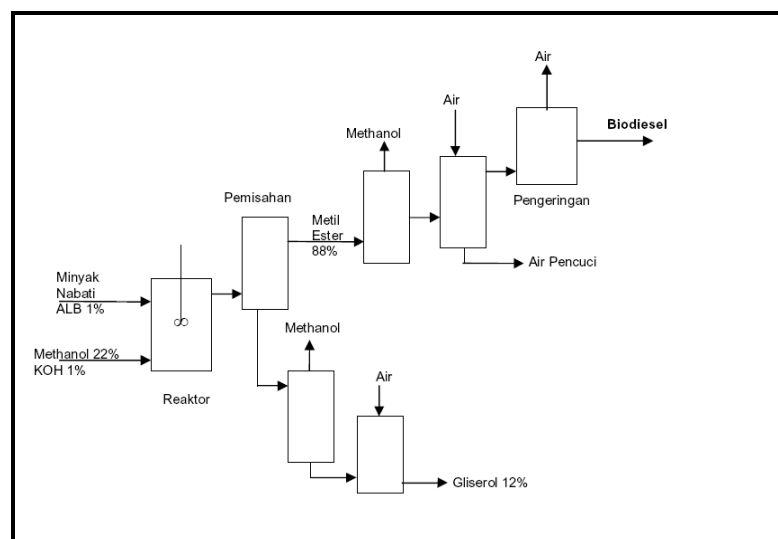 Air
Air
Biodiesel
Methanol
Pemisahan
Pengeringan
Metil
Ester
88%
Air Pencuci
Minyak
Nabati
ALB 1%
Methanol 22%
KOH 1%
∞
Reaktor
Methanol
Air
Gliserol 12%